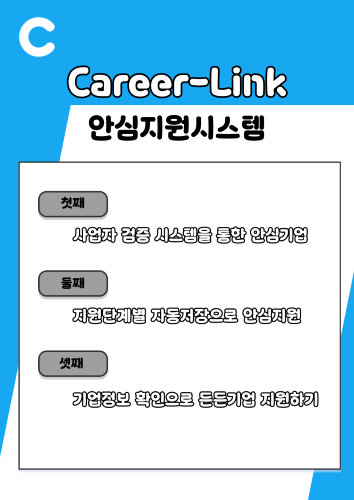 C
Career-Link
안심지원시스템
첫째
사업자 검증 시스템을 통한 안심기업
둘째
지원단계별 자동저장으로 안심지원
셋째
기업정보 확인으로 든든기업 지원하기